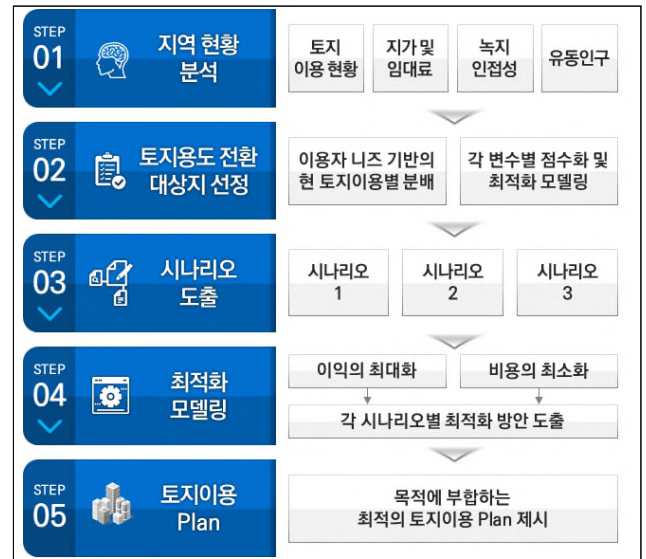 STEP
01
지역 현황
분석
토지
이용 현황
지가 및
임대료
녹지
인접성
유동인구
STEP
02
토지용도 전환
대상지 선정
이용자 니즈 기반의
현 토지이용별 분배
각 변수별 점수화 및
최적화 모델링
STEP
03
시나리오
도출
시나리오
1
시나리오
2
시나리오
3
STEP
04
최적화
모델링
이익의 최대화
비용의 최소화
각 시나리오별 최적화 방안 도출
STEP
05
토지이용
Plan
목적에 부합하는
최적의 토지이용 Plan 제시